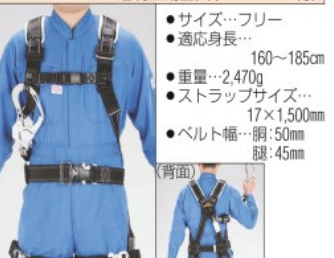 ●サイズ…フリー
●適応身長…
160～185㎝
●重量…2,470g
●ストラップサイズ…
17×1,500㎜
●ベルト幅…胴:50㎜
腿:45㎜
(背面)